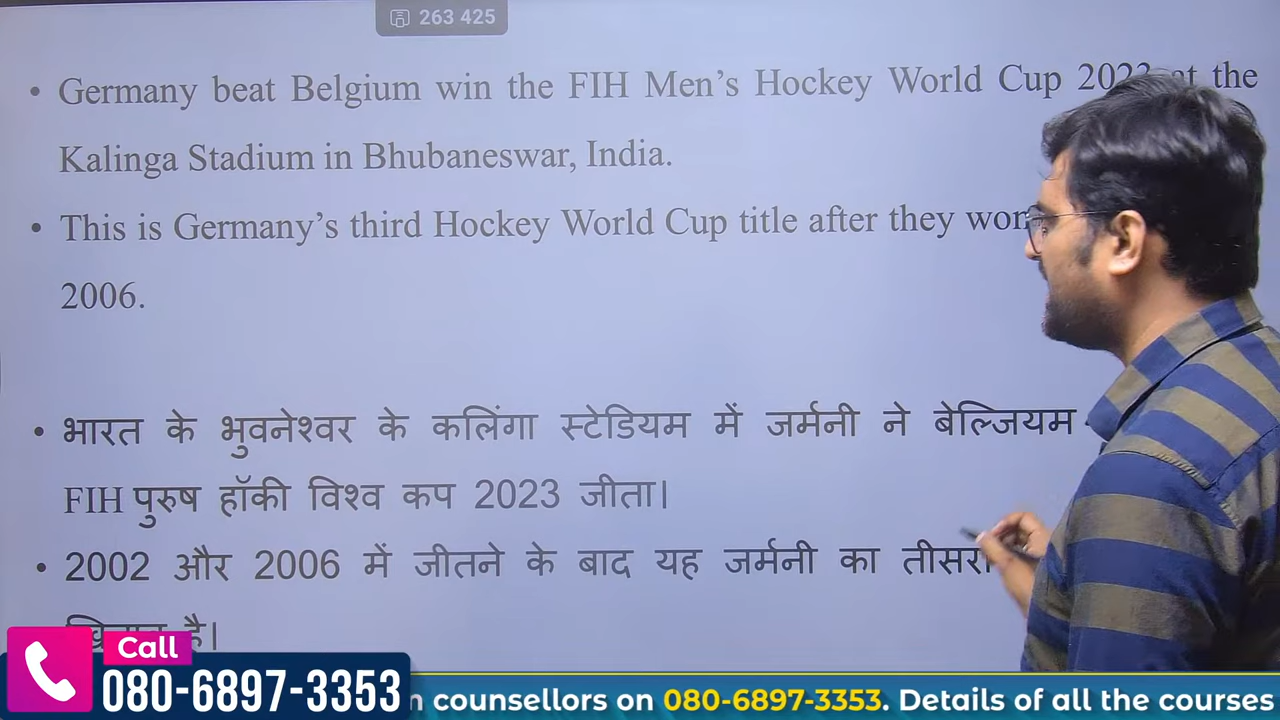 263 425
Germany beat Belgium win the FIH Men's Hockey World Cup 2023 at the
Kalinga Stadium in Bhubaneswar, India.
This is Germany's third Hockey World Cup title after they won
2006.
भारत के भुवनेश्वर के कलिंगा स्टेडियम में जर्मनी ने बेल्जियम
FIH पुरुष हॉकी विश्व कप 2023 जीता।
2002 और 2006 में जीतने के बाद यह जर्मनी का तीसरा
है।
Call
080-6897-3353
counsellors on 080-6897-3353. Details of all the courses